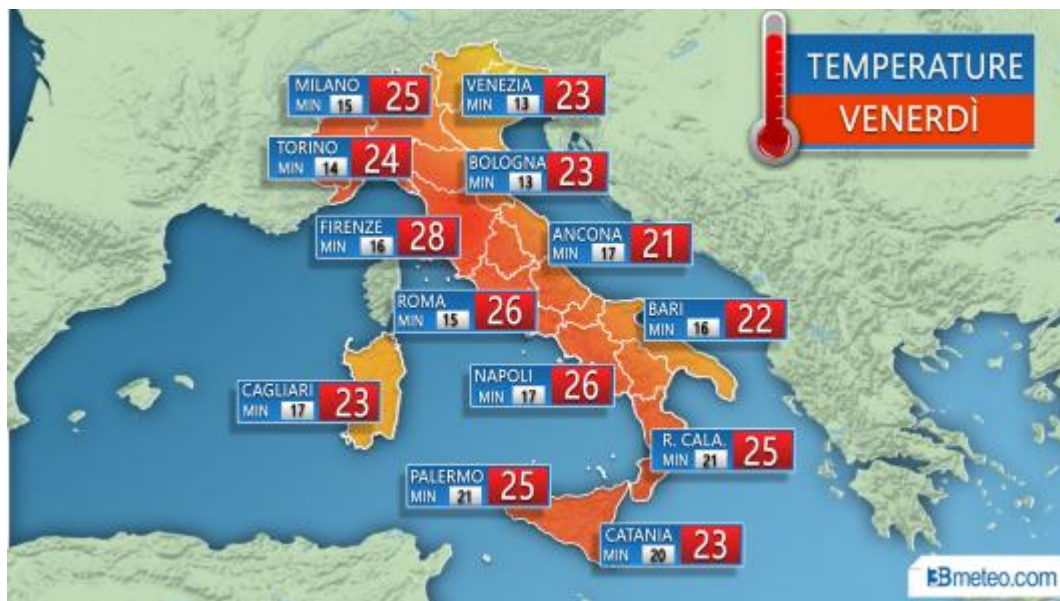 TEMPERATURE
VENERDÌ
MILANO
MIN 15 25
VENEZIA
MIN 13 23
TORINO
MIN 14 24
BOLOGNA
MIN 13 23
FIRENZE
MIN 16 28
ANCONA
MIN 17 21
ROMA
MIN 15 26
BARI
MIN 16 22
NAPOLI
MIN 17 26
CAGLIARI
MIN 17 23
R. CALA.
MIN 21 25
PALERMO
MIN 21 25
CATANIA
MIN 20 23
3Bmeteo.com